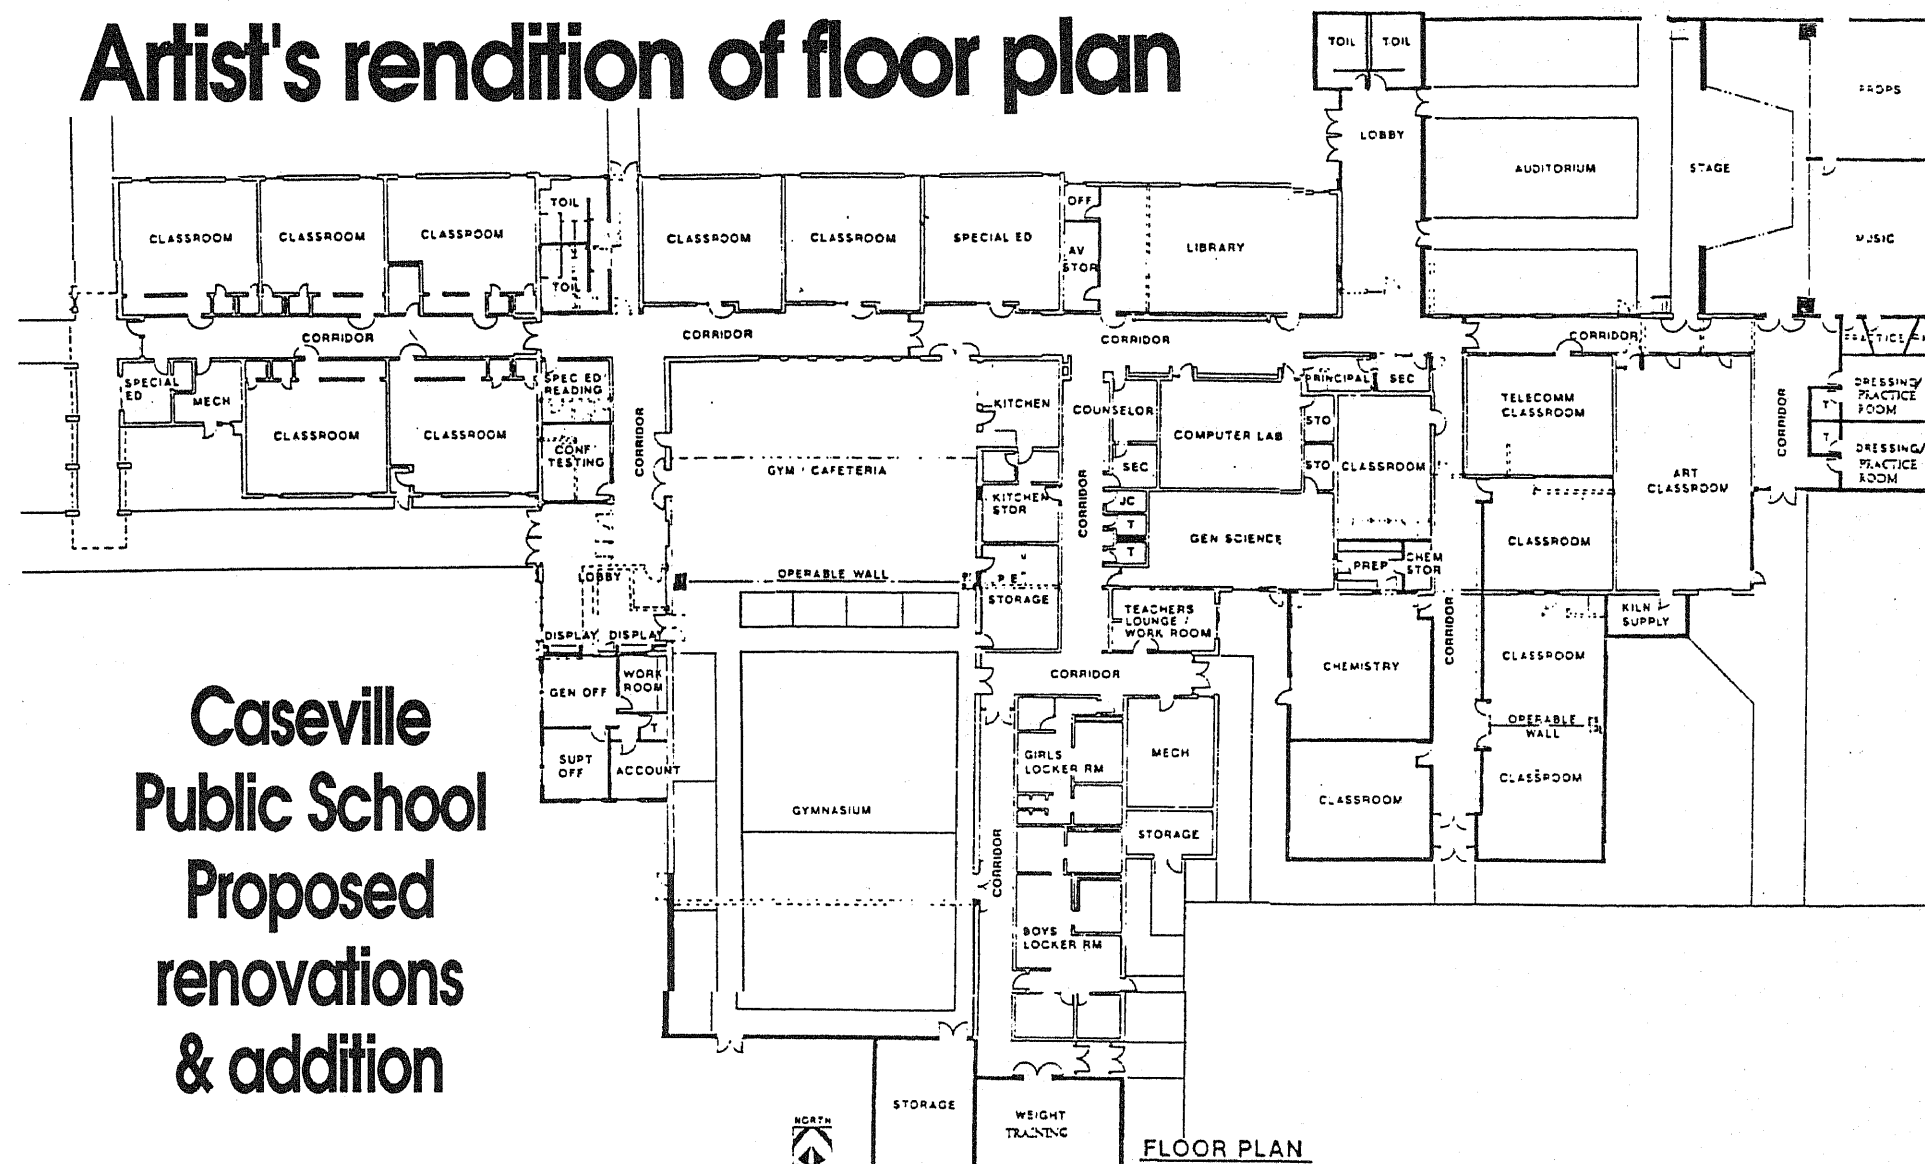 Artist's rendition of floor plan
TOIL
TOIL
PROPS
LOBBY
AUDITORIUM
STAGE
MUSIC
CLASSROOM
CLASSROOM
CLASSROOM
TOIL
TOIL
CLASSROOM
CLASSROOM
SPECIAL ED
OFF
AV
STOR
LIBRARY
CORRIDOR
CORRIDOR
CORRIDOR
CORRIDOR
PRACTICE
SPECIAL
ED
MECH
CLASSROOM
CLASSROOM
SPEC ED
READING
CONF
TESTING
CORRIDOR
GYM / CAFETERIA
KITCHEN
KITCHEN
STOR
COUNSELOR
SEC
COMPUTER LAB
PRINCIPAL
SEC
STO
STO
CLASSROOM
TELECOMM
CLASSROOM
ART
CLASSROOM
CORRIDOR
DRESSING/
PRACTICE
ROOM
T
T
DRESSING/
PRACTICE
ROOM
CORRIDOR
JC
T
T
GEN SCIENCE
PREP
CHEM
STOR
CLASSROOM
LOBBY
OPERABLE WALL
P.E.
STORAGE
TEACHERS
LOUNGE /
WORK ROOM
KILN
SUPPLY
DISPLAY
DISPLAY
GEN OFF
WORK
ROOM
T
SUPT
OFF
ACCOUNT
CORRIDOR
CHEMISTRY
CORRIDOR
CLASSROOM
OPERABLE
WALL
CLASSROOM
CLASSROOM
GYMNASIUM
GIRLS
LOCKER RM
MECH
STORAGE
CORRIDOR
BOYS
LOCKER RM
STORAGE
WEIGHT
TRAINING
NORTH
FLOOR PLAN
Caseville
Public School
Proposed
renovations
& addition